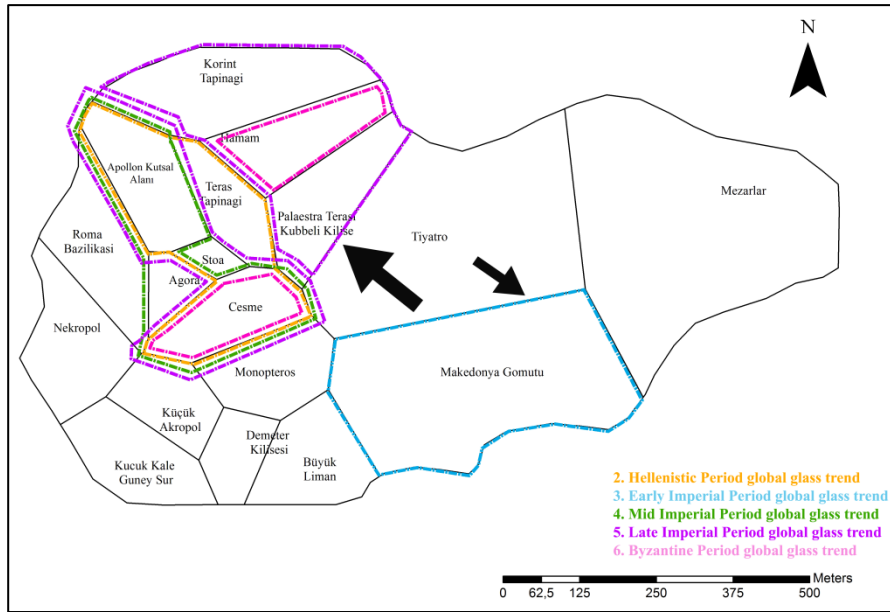 N
Korint
Tapinagi
Hamam
Apollon Kutsal
Alanı
Teras
Tapinagi
Mezarlar
Palaestra Terası
Kubbeli Kilise
Tiyatro
Roma
Bazilikasi
Stoa
Agora
Cesme
Nekropol
Monopteros
Makedonya Gomutu
Küçük
Akropol
Demeter
Kilisesi
Kucuk Kale
Guney Sur
Büyük
Liman
2. Hellenistic Period global glass trend
3. Early Imperial Period global glass trend
4. Mid Imperial Period global glass trend
5. Late Imperial Period global glass trend
6. Byzantine Period global glass trend
Meters
0 62,5 125 250 375 500